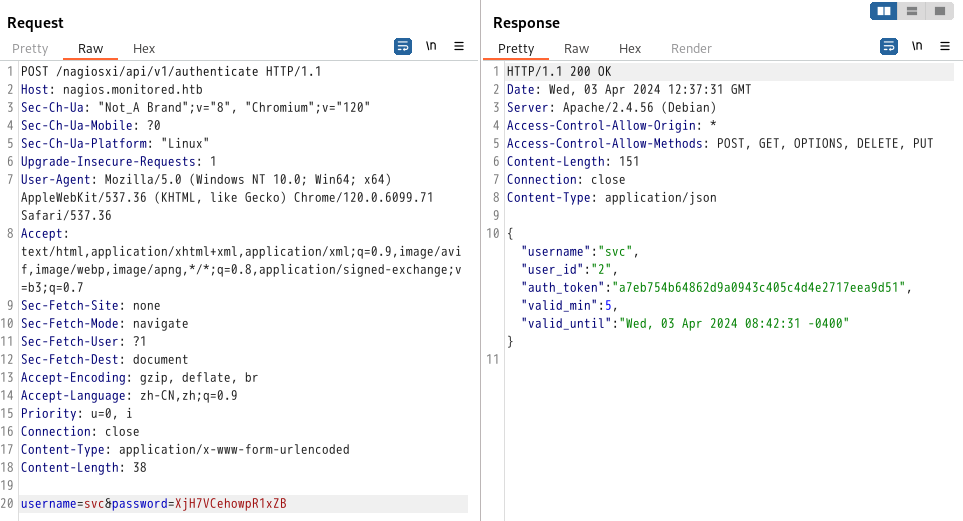 Request
Pretty Raw Hex \n
1 POST /nagiosxi/api/v1/authenticate HTTP/1.1
2 Host: nagios.monitored.htb
3 Sec-Ch-Ua: "Not_A Brand";v="8", "Chromium";v="120"
4 Sec-Ch-Ua-Mobile: ?0
5 Sec-Ch-Ua-Platform: "Linux"
6 Upgrade-Insecure-Requests: 1
7 User-Agent: Mozilla/5.0 (Windows NT 10.0; Win64; x64)
AppleWebKit/537.36 (KHTML, like Gecko) Chrome/120.0.6099.71
Safari/537.36
8 Accept:
text/html,application/xhtml+xml,application/xml;q=0.9,image/avi
f,image/webp,image/apng,*/*;q=0.8,application/signed-exchange;v
=b3;q=0.7
9 Sec-Fetch-Site: none
10 Sec-Fetch-Mode: navigate
11 Sec-Fetch-User: ?1
12 Sec-Fetch-Dest: document
13 Accept-Encoding: gzip, deflate, br
14 Accept-Language: zh-CN,zh;q=0.9
15 Priority: u=0, i
16 Connection: close
17 Content-Type: application/x-www-form-urlencoded
18 Content-Length: 38
19
20 username=svc&password=XjH7VCehowpR1xZB
Response
Pretty Raw Hex Render \n
1 HTTP/1.1 200 OK
2 Date: Wed, 03 Apr 2024 12:37:31 GMT
3 Server: Apache/2.4.56 (Debian)
4 Access-Control-Allow-Origin: *
5 Access-Control-Allow-Methods: POST, GET, OPTIONS, DELETE, PUT
6 Content-Length: 151
7 Connection: close
8 Content-Type: application/json
9
10 {
"username":"svc",
"user_id":"2",
"auth_token":"a7eb754b64862d9a0943c405c4d4e2717eea9d51",
"valid_min":5,
"valid_until":"Wed, 03 Apr 2024 08:42:31 -0400"
}
11